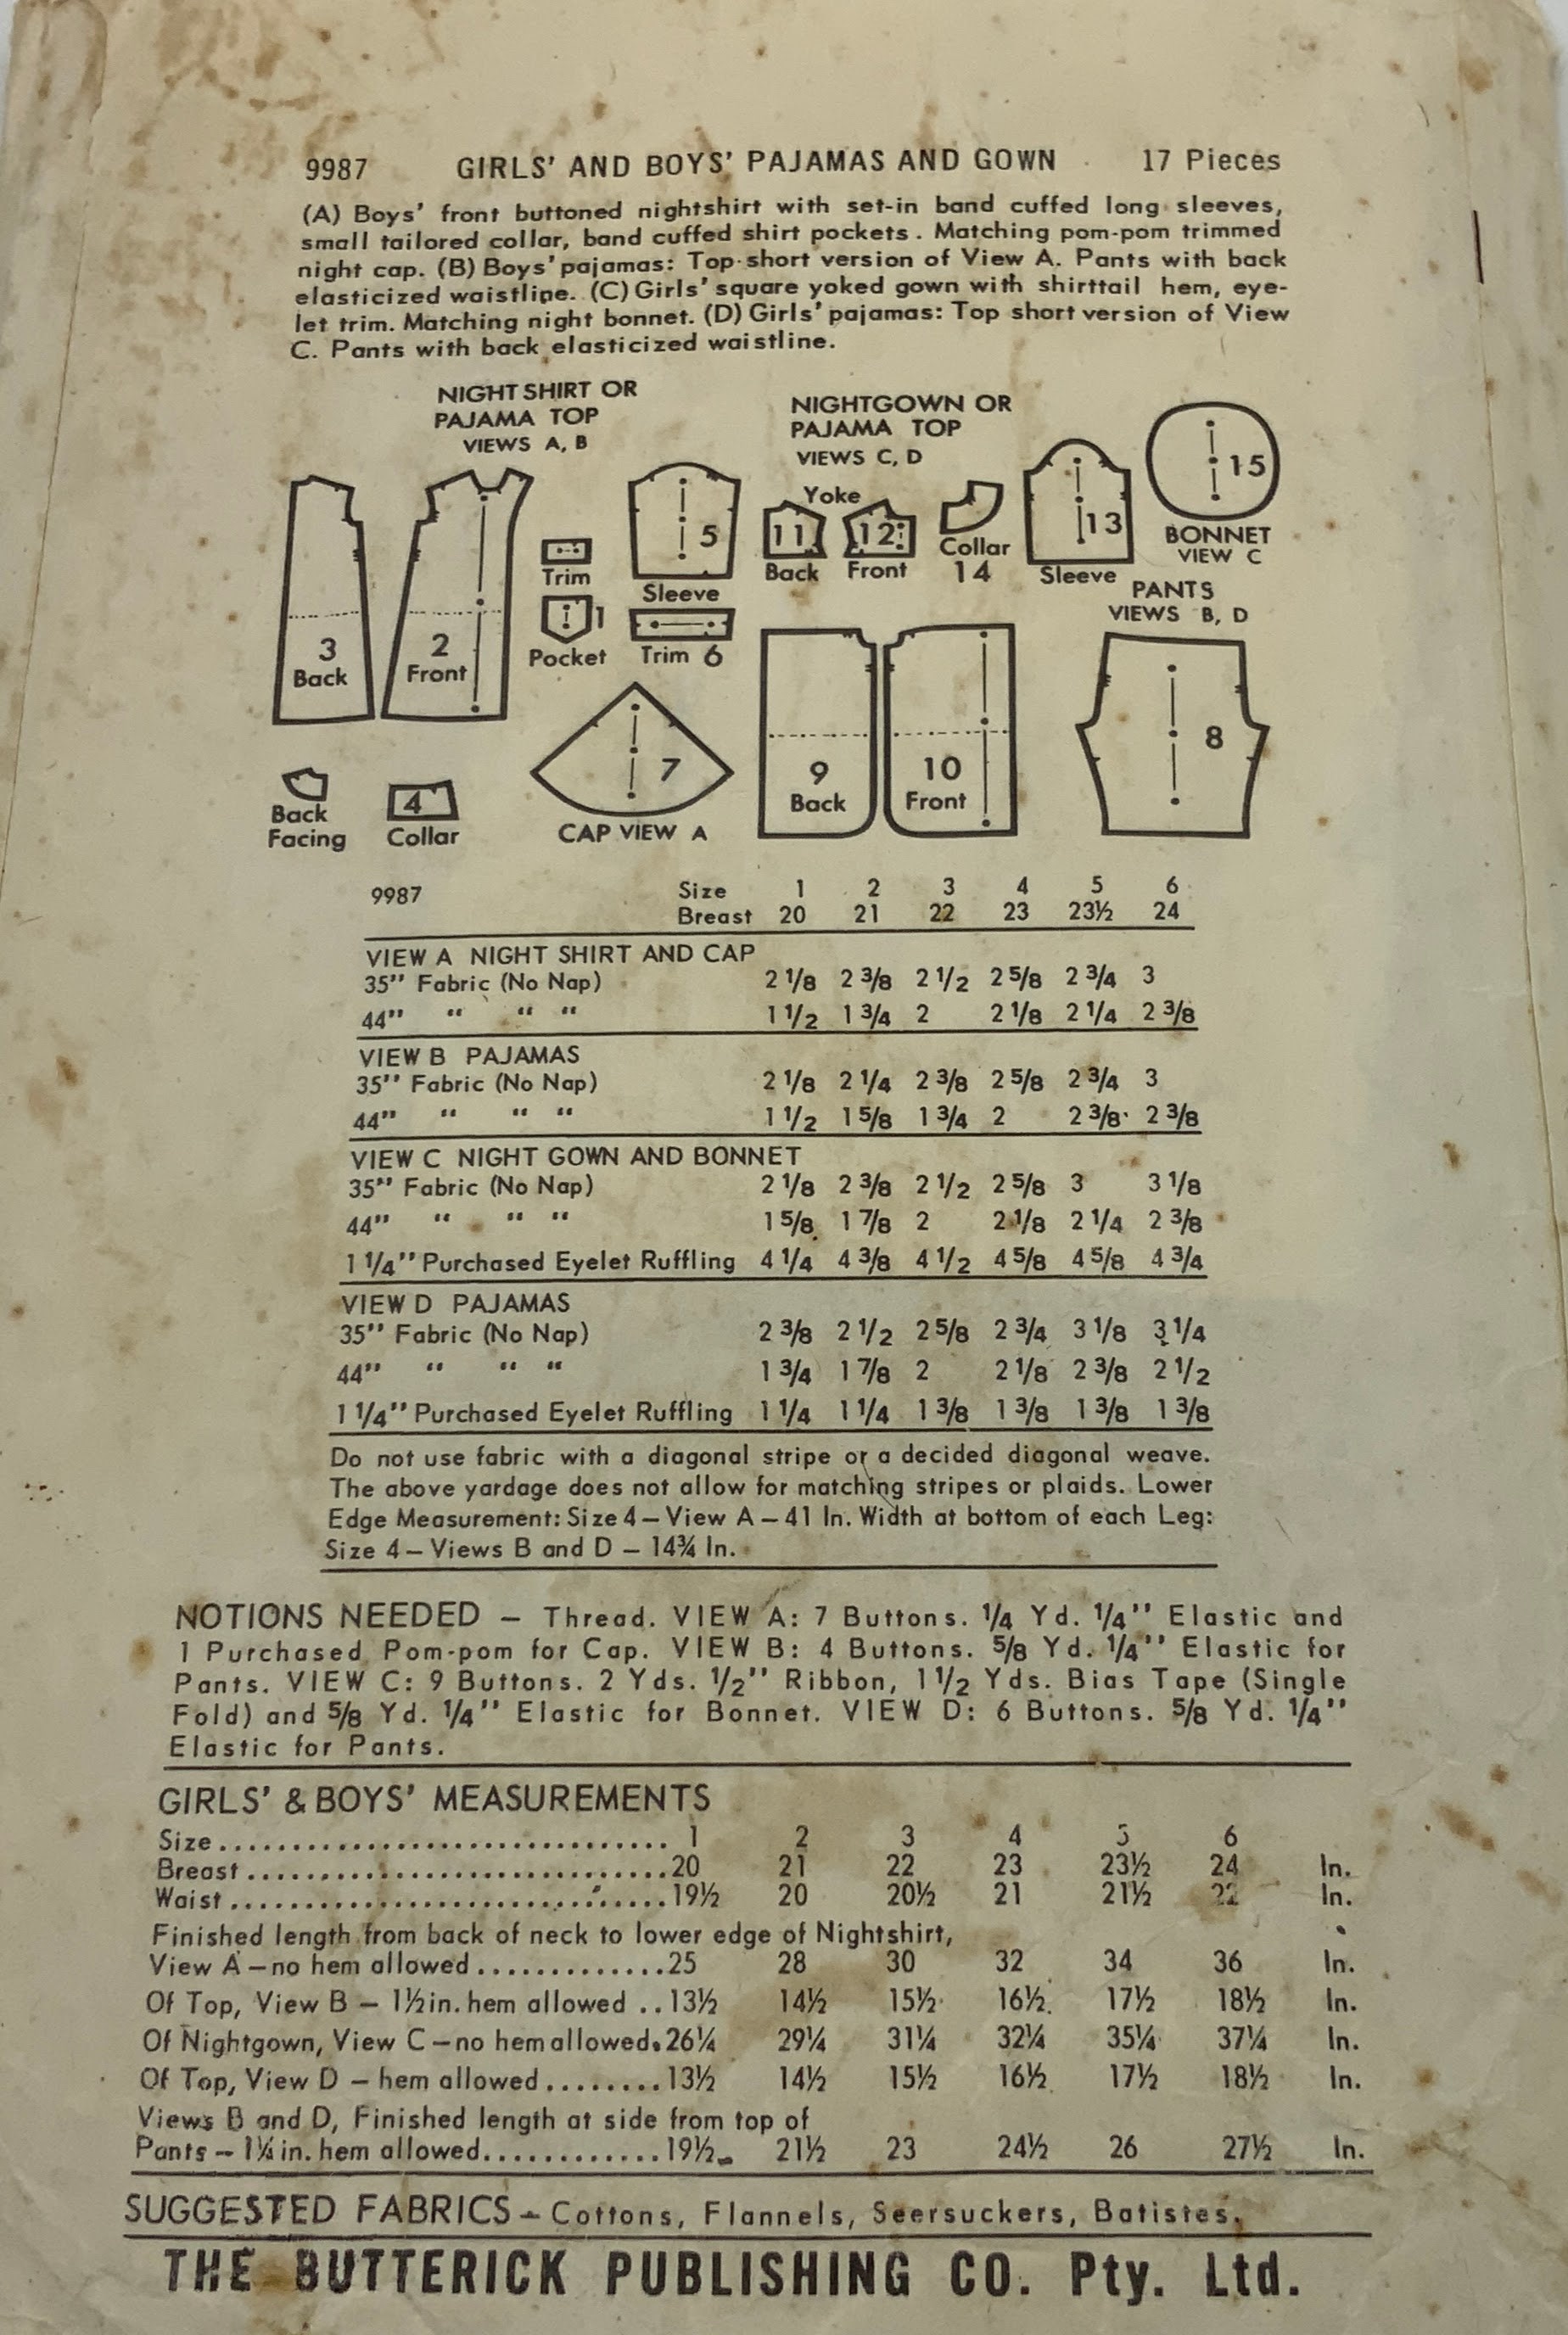 9987 GIRLS' AND BOYS' PAJAMAS AND GOWN 17 Pieces
(A) Boys' front buttoned nightshirt with set-in band cuffed long sleeves,
small tailored collar, band cuffed shirt pockets. Matching pom-pom trimmed
night cap. (B) Boys' pajamas: Top short version of View A. Pants with back
elasticized waistline. (C) Girls' square yoked gown with shirttail hem, eye-
let trim. Matching night bonnet. (D) Girls' pajamas: Top short version of View
C. Pants with back elasticized waistline.
NIGHT SHIRT OR
PAJAMA TOP
VIEWS A, B
NIGHTGOWN OR
PAJAMA TOP
VIEWS C, D
3
Back
2
Front
Trim
1
Pocket
5
Sleeve
Trim 6
Yoke
11
Back
12
Front
Collar
14
13
Sleeve
15
BONNET
VIEW C
PANTS
VIEWS B, D
8
Back
Facing
4
Collar
7
CAP VIEW A
9
Back
10
Front
9987 Size 1 2 3 4 5 6
Breast 20 21 22 23 23½ 24
VIEW A NIGHT SHIRT AND CAP
35" Fabric (No Nap) 2 1/8 2 3/8 2 1/2 2 5/8 2 3/4 3
44" " " " 1 1/2 1 3/4 2 2 1/8 2 1/4 2 3/8
VIEW B PAJAMAS
35" Fabric (No Nap) 2 1/8 2 1/4 2 3/8 2 5/8 2 3/4 3
44" " " " 1 1/2 1 5/8 1 3/4 2 2 3/8 2 3/8
VIEW C NIGHT GOWN AND BONNET
35" Fabric (No Nap) 2 1/8 2 3/8 2 1/2 2 5/8 3 3 1/8
44" " " " 1 5/8 1 7/8 2 2 1/8 2 1/4 2 3/8
1 1/4" Purchased Eyelet Ruffling 4 1/4 4 3/8 4 1/2 4 5/8 4 5/8 4 3/4
VIEW D PAJAMAS
35" Fabric (No Nap) 2 3/8 2 1/2 2 5/8 2 3/4 3 1/8 3 1/4
44" " " " 1 3/4 1 7/8 2 2 1/8 2 3/8 2 1/2
1 1/4" Purchased Eyelet Ruffling 1 1/4 1 1/4 1 3/8 1 3/8 1 3/8 1 3/8
Do not use fabric with a diagonal stripe or a decided diagonal weave.
The above yardage does not allow for matching stripes or plaids. Lower
Edge Measurement: Size 4 – View A – 41 In. Width at bottom of each Leg:
Size 4 – Views B and D – 14¾ In.
NOTIONS NEEDED – Thread. VIEW A: 7 Buttons. 1/4 Yd. 1/4" Elastic and
1 Purchased Pom-pom for Cap. VIEW B: 4 Buttons. 5/8 Yd. 1/4" Elastic for
Pants. VIEW C: 9 Buttons. 2 Yds. 1/2" Ribbon, 1 1/2 Yds. Bias Tape (Single
Fold) and 5/8 Yd. 1/4" Elastic for Bonnet. VIEW D: 6 Buttons. 5/8 Yd. 1/4"
Elastic for Pants.
GIRLS' & BOYS' MEASUREMENTS
Size............................... 1 2 3 4 5 6
Breast.............................20 21 22 23 23½ 24 In.
Waist..............................19½ 20 20½ 21 21½ 22 In.
Finished length from back of neck to lower edge of Nightshirt,
View A – no hem allowed.............25 28 30 32 34 36 In.
Of Top, View B – 1½ in. hem allowed ..13½ 14½ 15½ 16½ 17½ 18½ In.
Of Nightgown, View C – no hem allowed.26¼ 29¼ 31¼ 32¼ 35¼ 37¼ In.
Of Top, View D – hem allowed........13½ 14½ 15½ 16½ 17½ 18½ In.
Views B and D, Finished length at side from top of
Pants – 1¼ in. hem allowed............19½ 21½ 23 24½ 26 27½ In.
SUGGESTED FABRICS – Cottons, Flannels, Seersuckers, Batistes.
THE BUTTERICK PUBLISHING CO. Pty. Ltd.